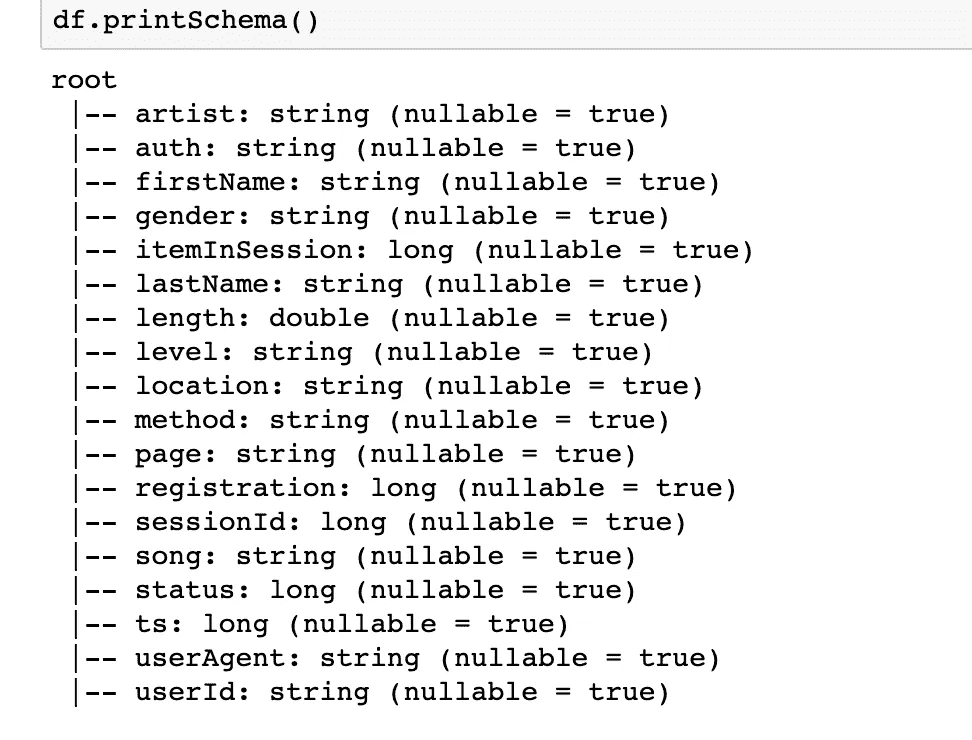 df.printSchema()
root
 |-- artist: string (nullable = true)
 |-- auth: string (nullable = true)
 |-- firstName: string (nullable = true)
 |-- gender: string (nullable = true)
 |-- itemInSession: long (nullable = true)
 |-- lastName: string (nullable = true)
 |-- length: double (nullable = true)
 |-- level: string (nullable = true)
 |-- location: string (nullable = true)
 |-- method: string (nullable = true)
 |-- page: string (nullable = true)
 |-- registration: long (nullable = true)
 |-- sessionId: long (nullable = true)
 |-- song: string (nullable = true)
 |-- status: long (nullable = true)
 |-- ts: long (nullable = true)
 |-- userAgent: string (nullable = true)
 |-- userId: string (nullable = true)